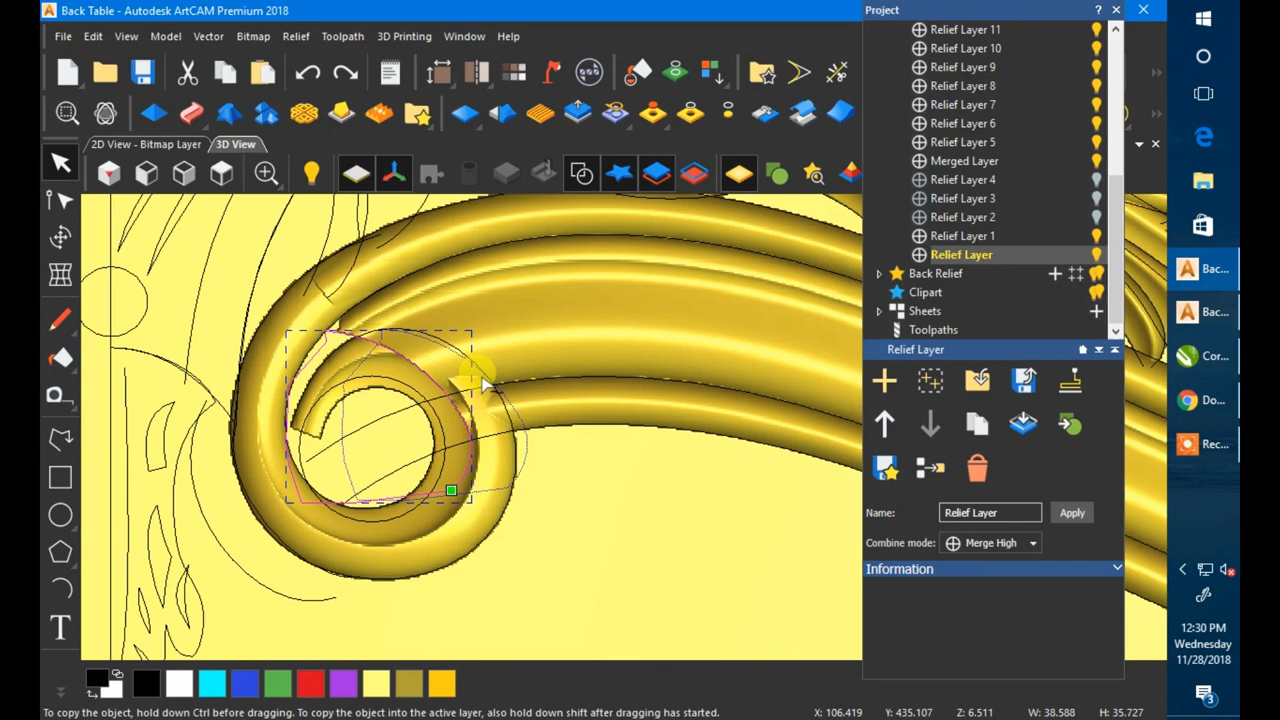 Back Table - Autodesk ArtCAM Premium 2018
File Edit View Model Vector Bitmap Relief Toolpath 3D Printing Window Help
2D View - Bitmap Layer 3D View
Project
Relief Layer 11
Relief Layer 10
Relief Layer 9
Relief Layer 8
Relief Layer 7
Relief Layer 6
Relief Layer 5
Merged Layer
Relief Layer 4
Relief Layer 3
Relief Layer 2
Relief Layer 1
Relief Layer
Back Relief
Clipart
Sheets
Toolpaths
Relief Layer
Name: Relief Layer Apply
Combine mode: Merge High
Information
To copy the object, hold down Ctrl before dragging. To copy the object into the active layer, also hold down shift after dragging has started. X: 106.419 Y: 435.107 Z: 6.511 W: 38.588 H: 35.727
Bac...
Bac...
Cor...
Do...
Rec...
12:30 PM
Wednesday
11/28/2018
3